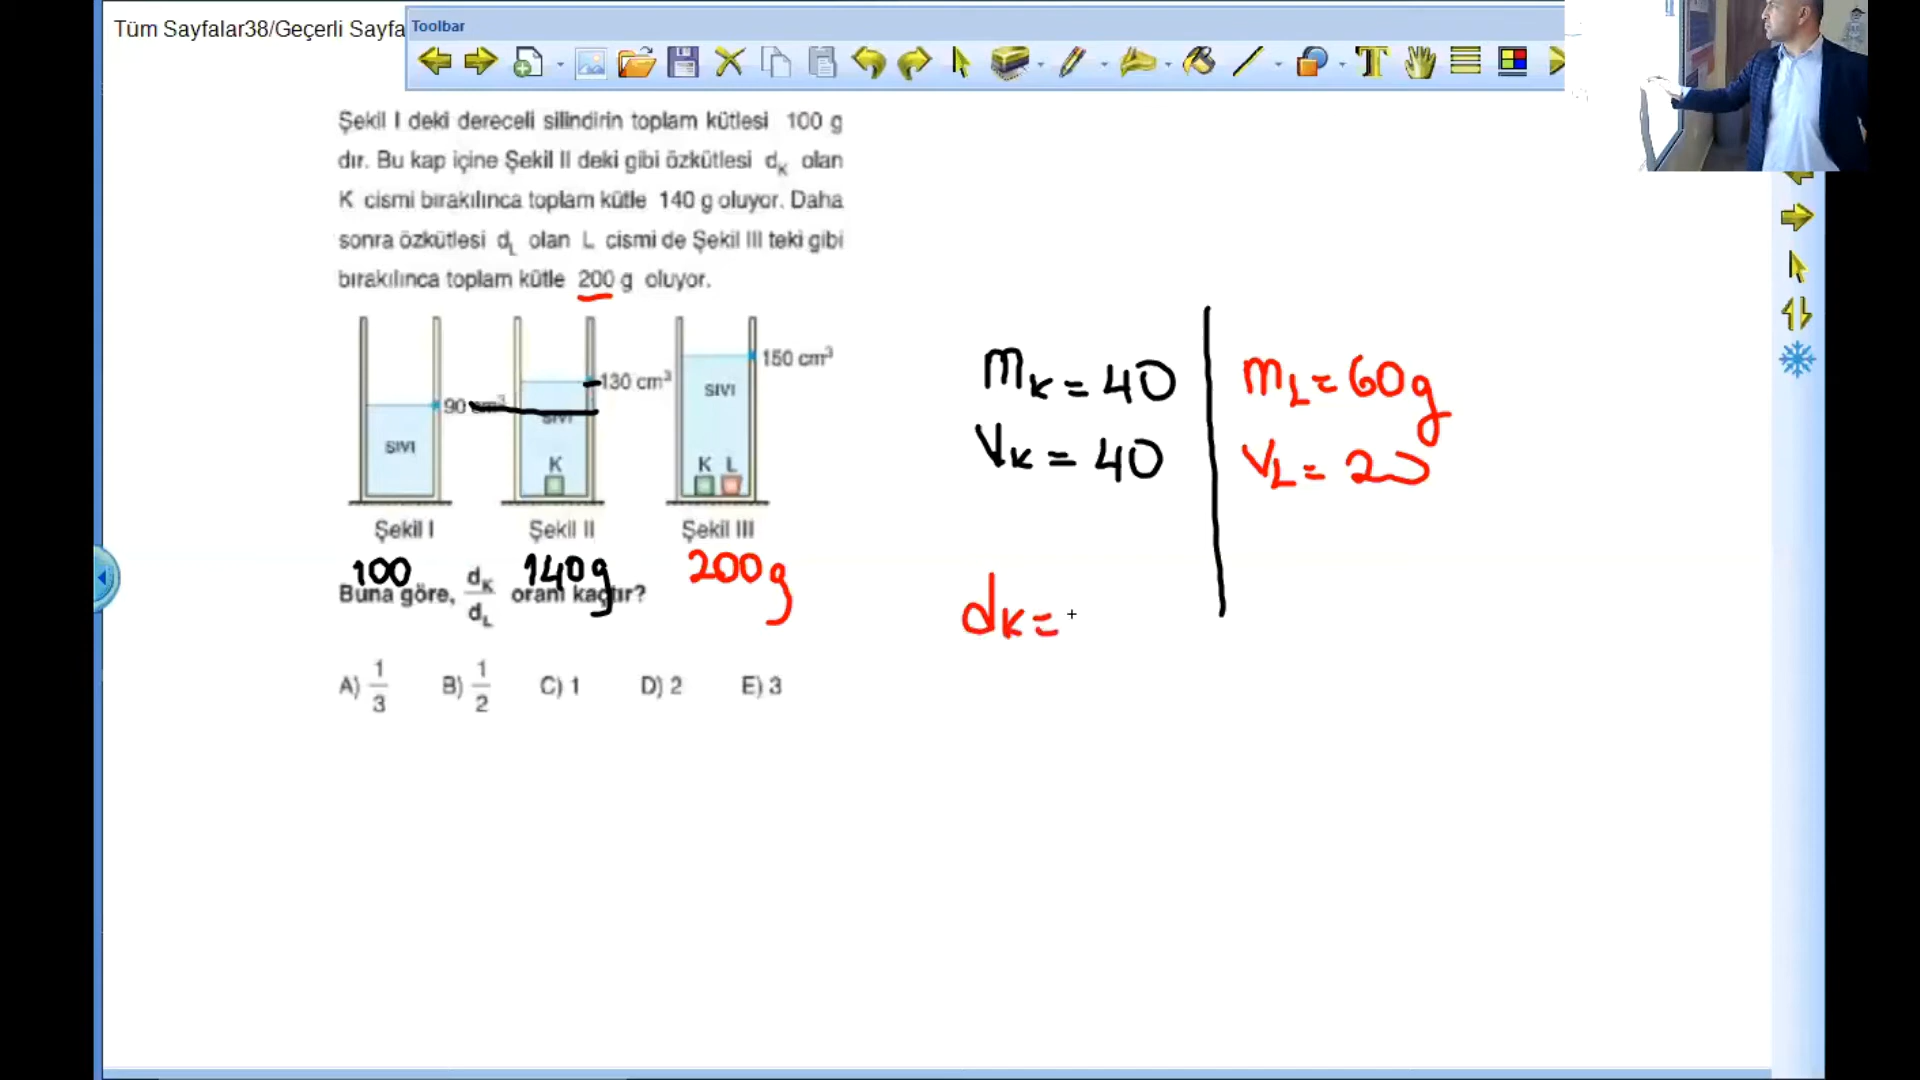 Tüm Sayfalar38/Geçerli Sayfa
Toolbar
Şekil I deki dereceli silindirin toplam kütlesi 100 g
dır. Bu kap içine Şekil II deki gibi özkütlesi dK olan
K cismi bırakılınca toplam kütle 140 g oluyor. Daha
sonra özkütlesi dL olan L cismi de Şekil III teki gibi
bırakılınca toplam kütle 200 g oluyor.
90 cm³
130 cm³
150 cm³
SIVI
SIVI
SIVI
K
K L
Şekil I
Şekil II
Şekil III
100
140g
200g
Buna göre, dK/dL oranı kaçtır?
A) 1/3 B) 1/2 C) 1 D) 2 E) 3
mK = 40
VK = 40
mL = 60g
VL = 20
dK =